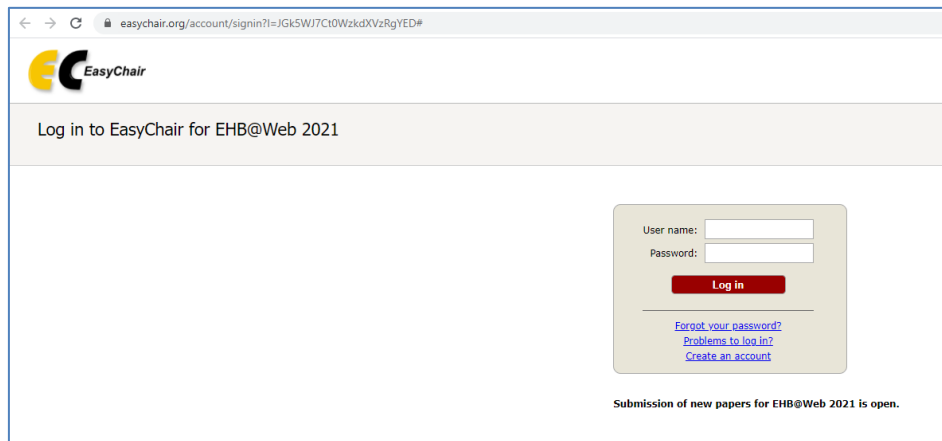 easychair.org/account/signin?l=JGk5WJ7Ct0WzkdXVzRgYED#
EC EasyChair
Log in to EasyChair for EHB@Web 2021
User name:
Password:
Log in
Forgot your password?
Problems to log in?
Create an account
Submission of new papers for EHB@Web 2021 is open.